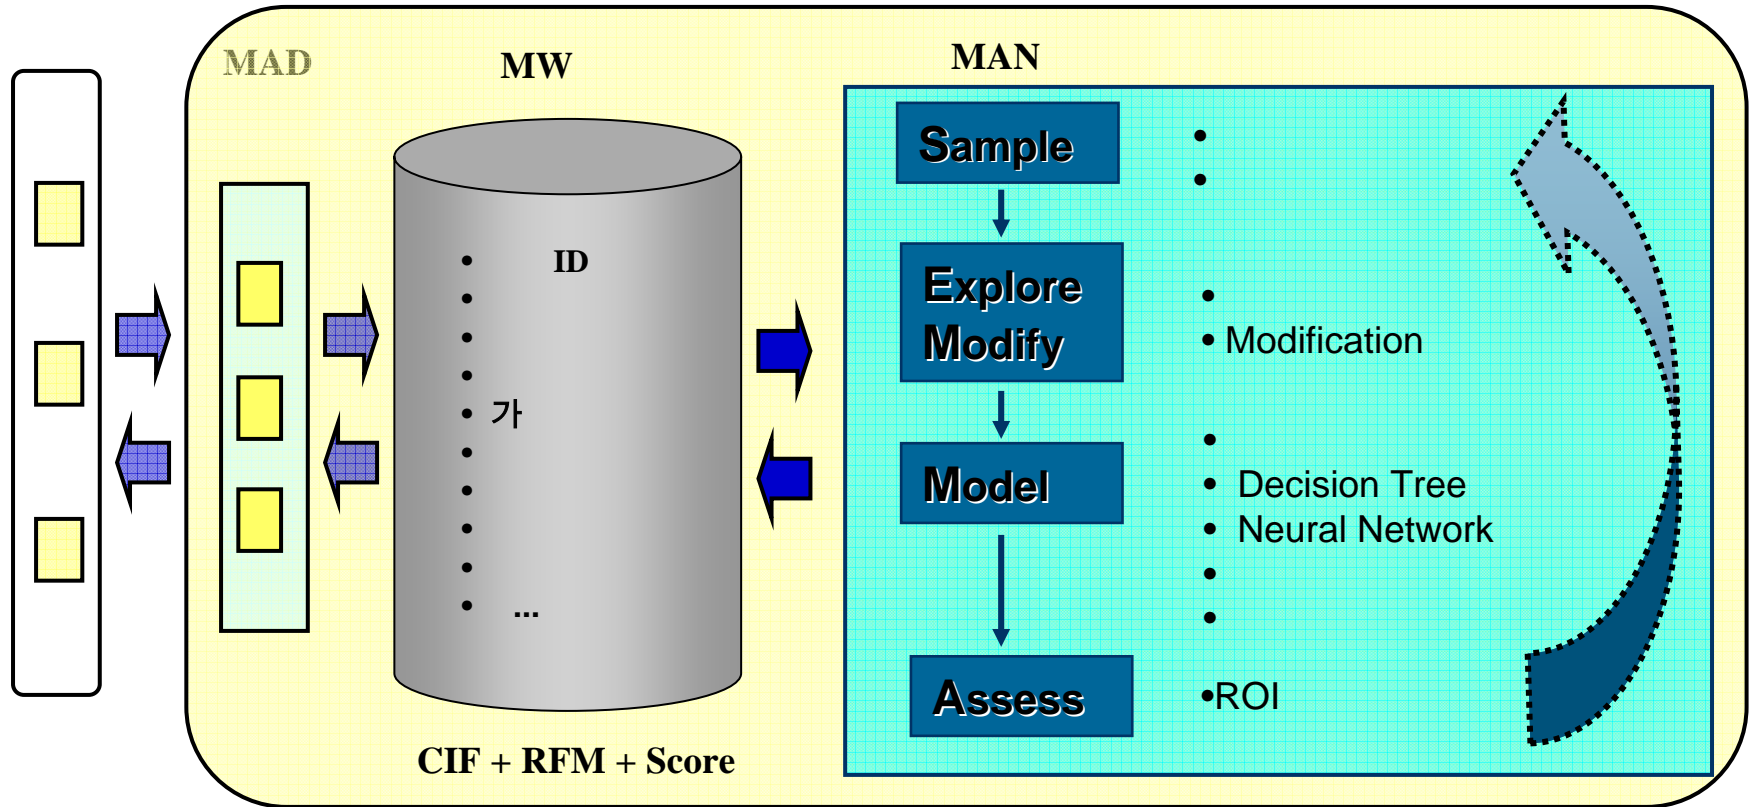 MAD
MW
MAN
Sample
•
•
Explore
Modify
•
• Modification
Model
•
• Decision Tree
• Neural Network
•
•
Assess
•ROI
• ID
•
•
•
• 가
•
•
•
•
• ...
CIF + RFM + Score